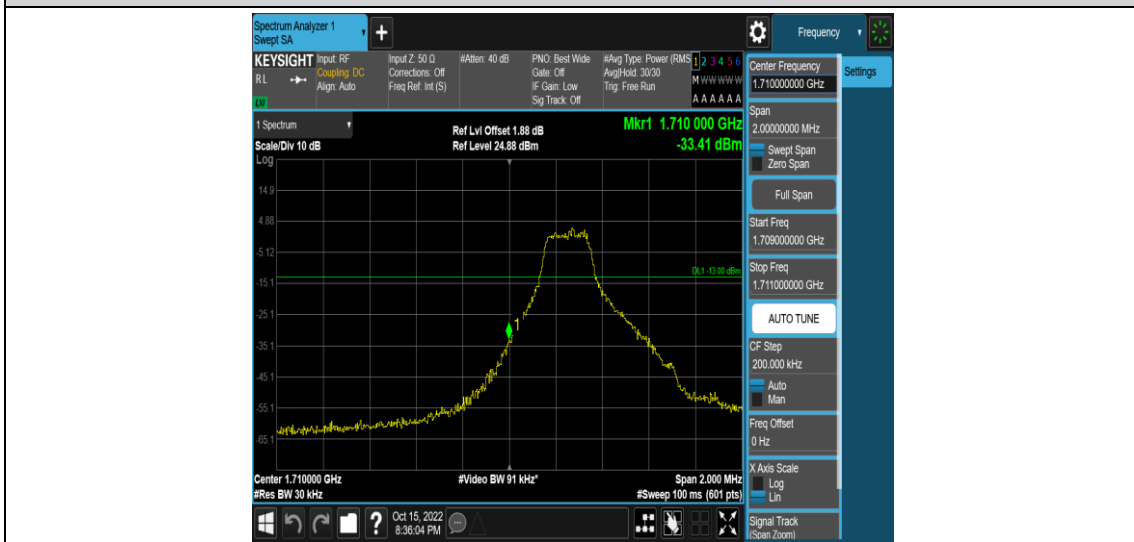 Spectrum Analyzer 1
Swept SA
Frequency
KEYSIGHT
RL
Input: RF
Coupling: DC
Align: Auto
Input Z: 50 Ω
Corrections: Off
Freq Ref: Int (S)
#Atten: 40 dB
PNO: Best Wide
Gate: Off
IF Gain: Low
Sig Track: Off
#Avg Type: Power (RMS
Avg|Hold: 30/30
Trig: Free Run
1 2 3 4 5 6
M W W W W W
A A A A A A
1 Spectrum
Scale/Div 10 dB
Ref Lvl Offset 1.88 dB
Ref Level 24.88 dBm
Mkr1 1.710 000 GHz
-33.41 dBm
Log
14.9
4.88
-5.12
-15.1
-25.1
-35.1
-45.1
-55.1
-65.1
DL1 -13.00 dBm
1
Center 1.710000 GHz
#Res BW 30 kHz
#Video BW 91 kHz*
Span 2.000 MHz
#Sweep 100 ms (601 pts)
Center Frequency
1.710000000 GHz
Settings
Span
2.00000000 MHz
Swept Span
Zero Span
Full Span
Start Freq
1.709000000 GHz
Stop Freq
1.711000000 GHz
AUTO TUNE
CF Step
200.000 kHz
Auto
Man
Freq Offset
0 Hz
X Axis Scale
Log
Lin
Signal Track
(Span Zoom)
?
Oct 15, 2022
8:36:04 PM